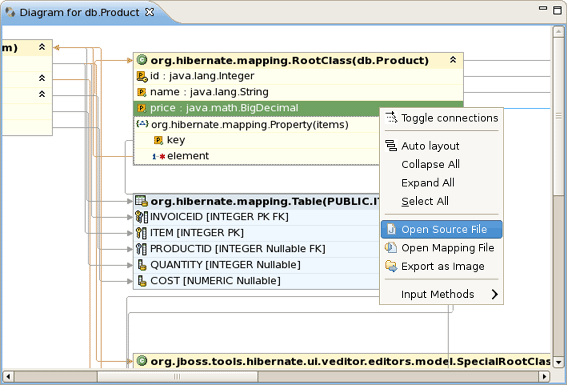 Diagram for db.Product
m)
org.hibernate.mapping.RootClass(db.Product)
id : java.lang.Integer
name : java.lang.String
price : java.math.BigDecimal
org.hibernate.mapping.Property(items)
key
element
org.hibernate.mapping.Table(PUBLIC.IT
INVOICEID [INTEGER PK FK]
ITEM [INTEGER PK]
PRODUCTID [INTEGER Nullable FK]
QUANTITY [INTEGER Nullable]
COST [NUMERIC Nullable]
Toggle connections
Auto layout
Collapse All
Expand All
Select All
Open Source File
Open Mapping File
Export as Image
Input Methods
org.jboss.tools.hibernate.ui.veditor.editors.model.SpecialRootClas